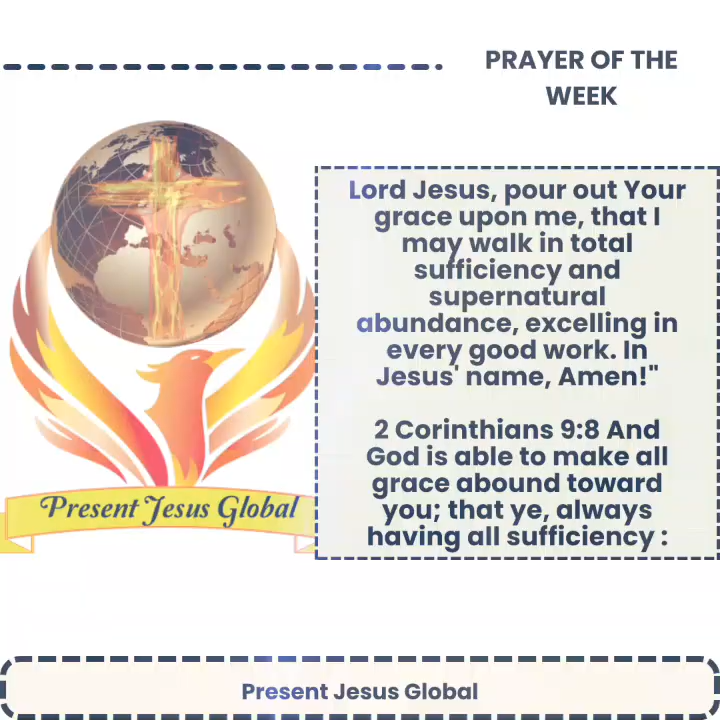 PRAYER OF THE
WEEK
Lord Jesus, pour out Your
grace upon me, that I
may walk in total
sufficiency and
supernatural
abundance, excelling in
every good work. In
Jesus' name, Amen!"
2 Corinthians 9:8 And
God is able to make all
grace abound toward
you; that ye, always
having all sufficiency :
Present Jesus Global
Present Jesus Global